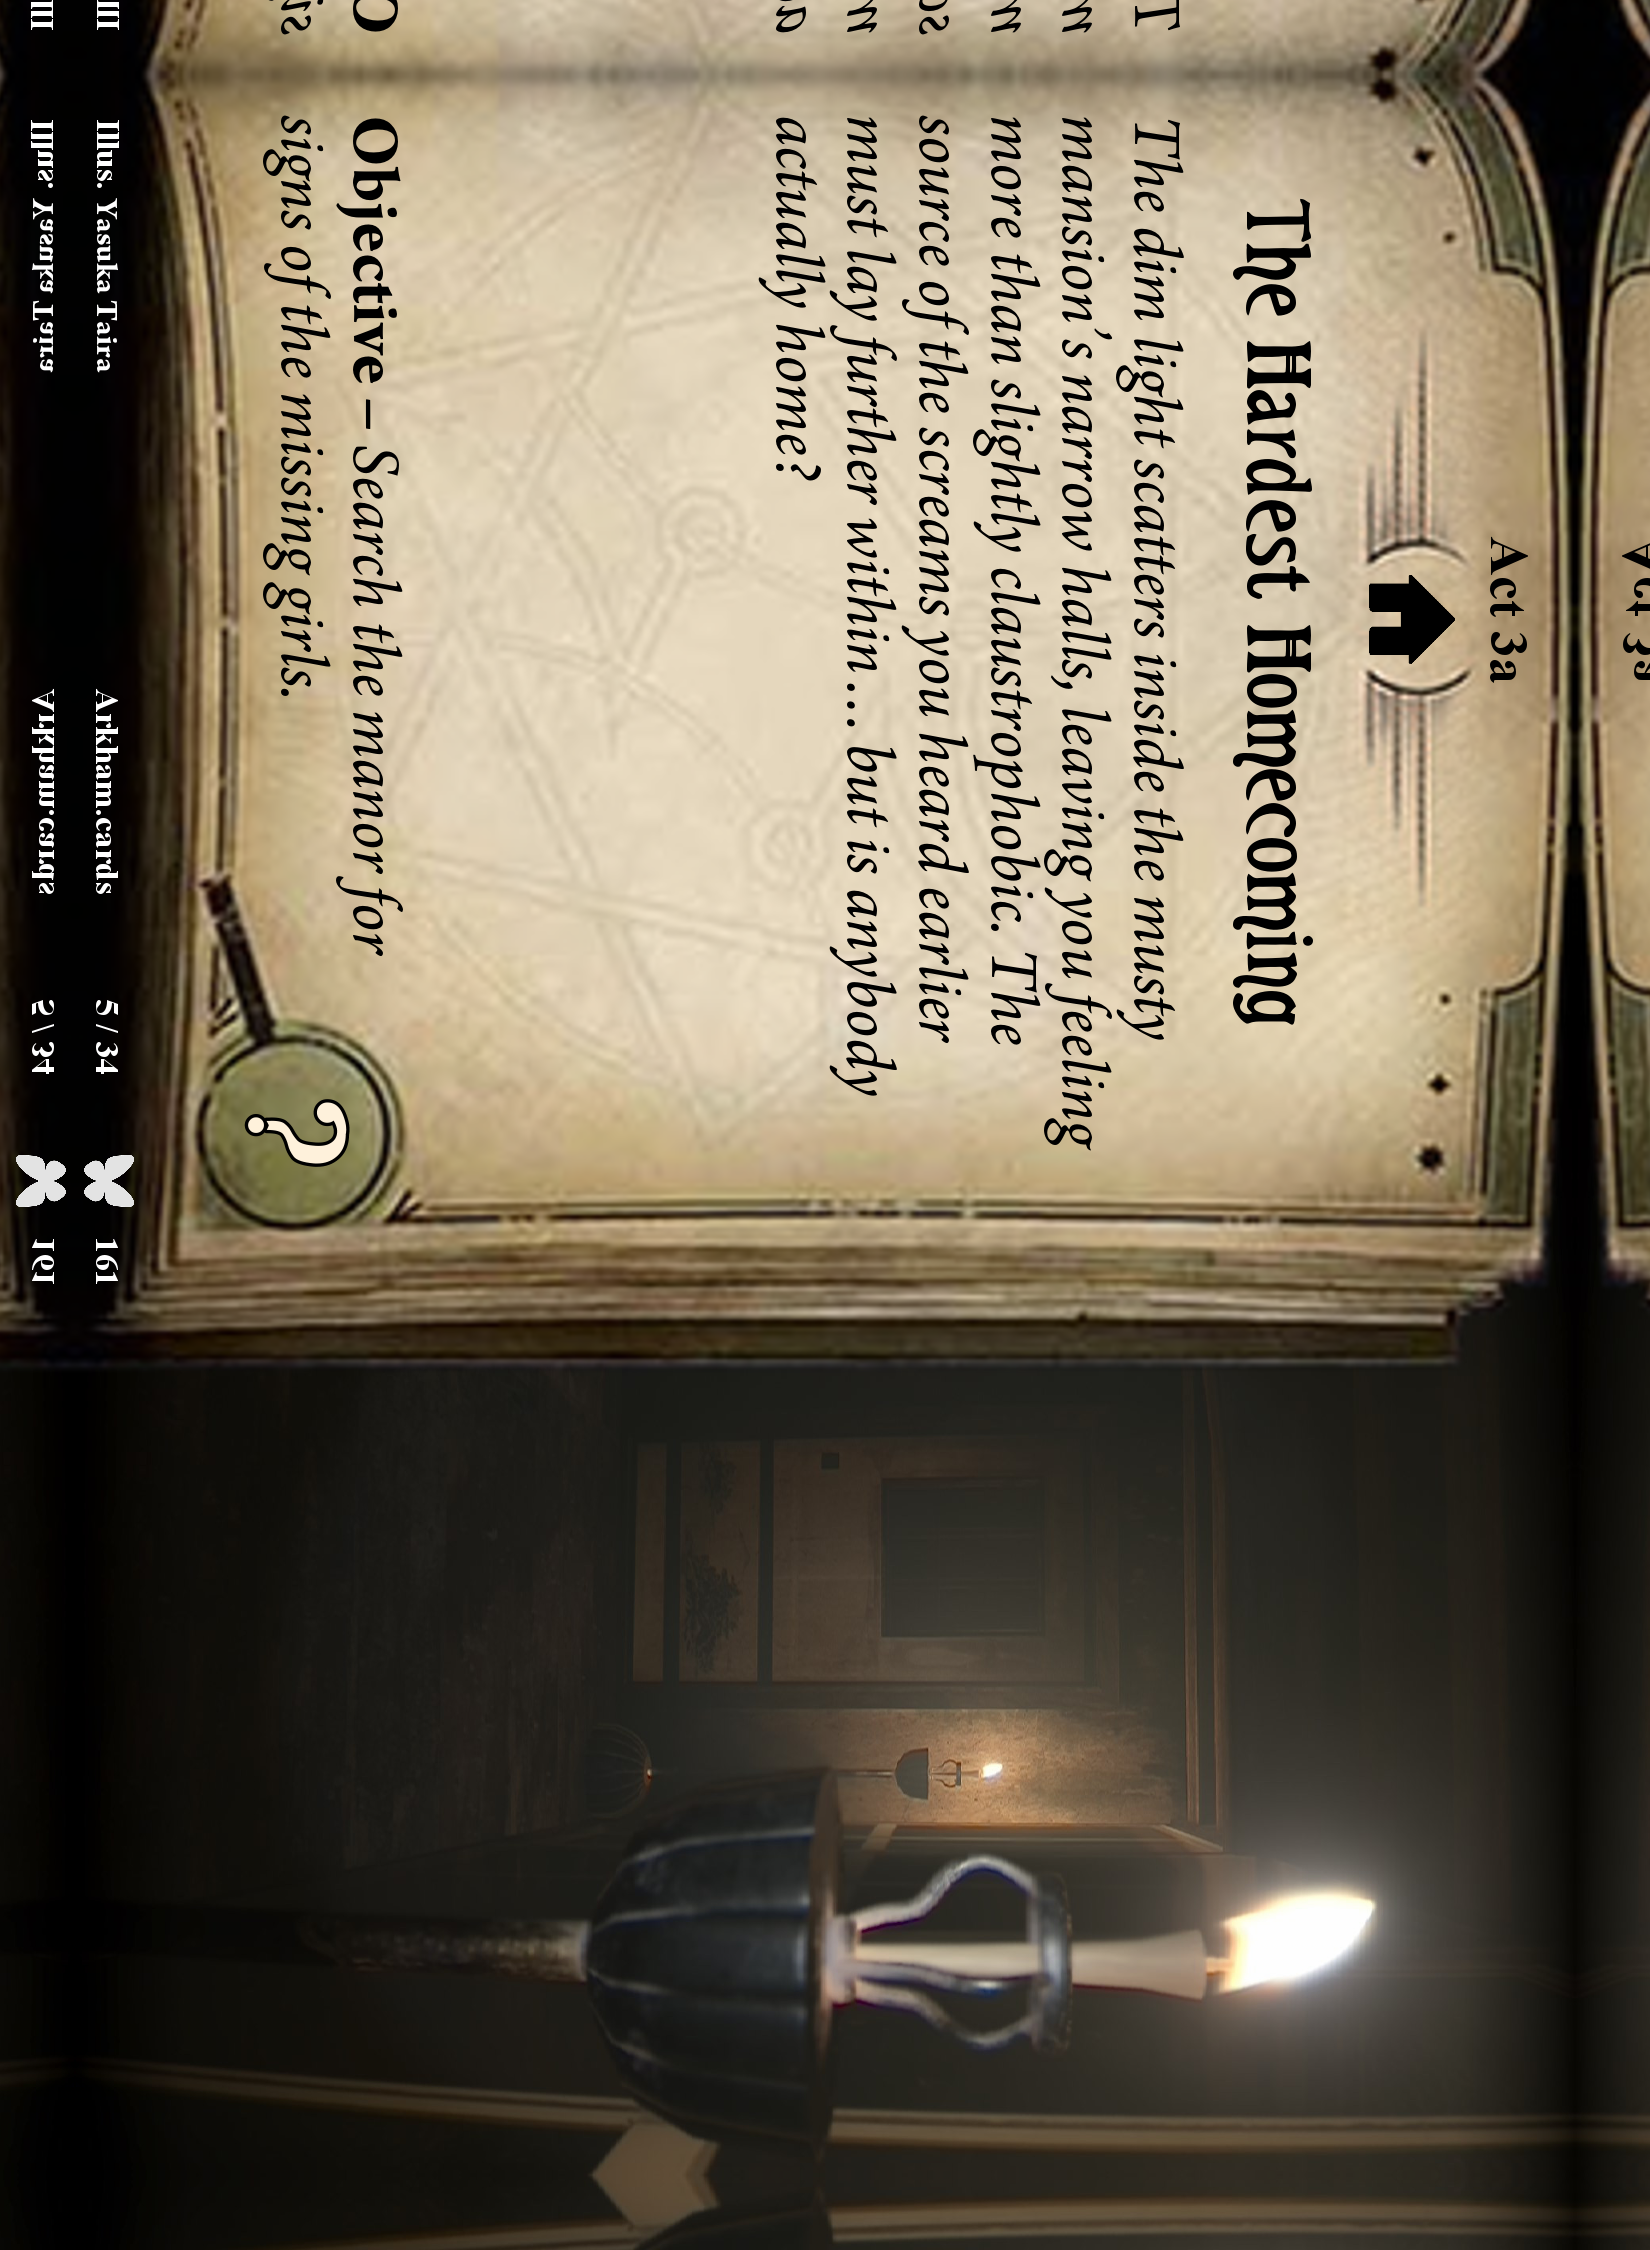 Act 3a
The Hardest Homecoming
The dim light scatters inside the musty
mansion's narrow halls, leaving you feeling
more than slightly claustrophobic. The
source of the screams you heard earlier
must lay further within... but is anybody
actually home?
Objective – Search the manor for
signs of the missing girls.
?
Illus. Yasuka Taira Arkham.cards 5 / 34 161